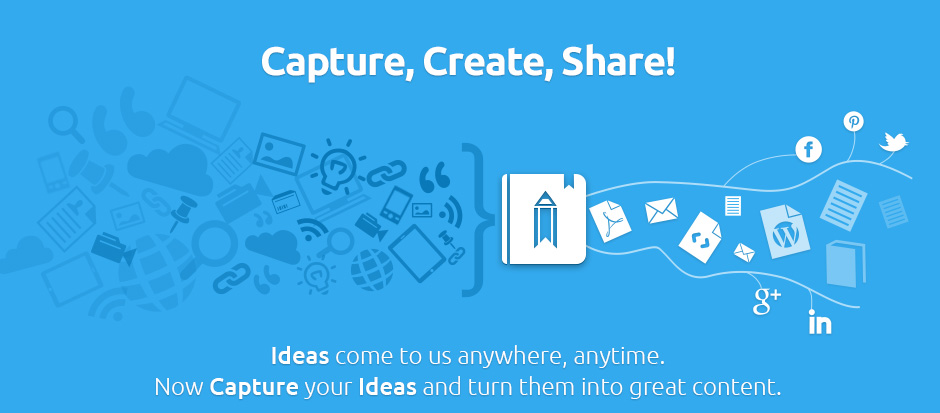 Capture, Create, Share!
Ideas come to us anywhere, anytime.
Now Capture your Ideas and turn them into great content.